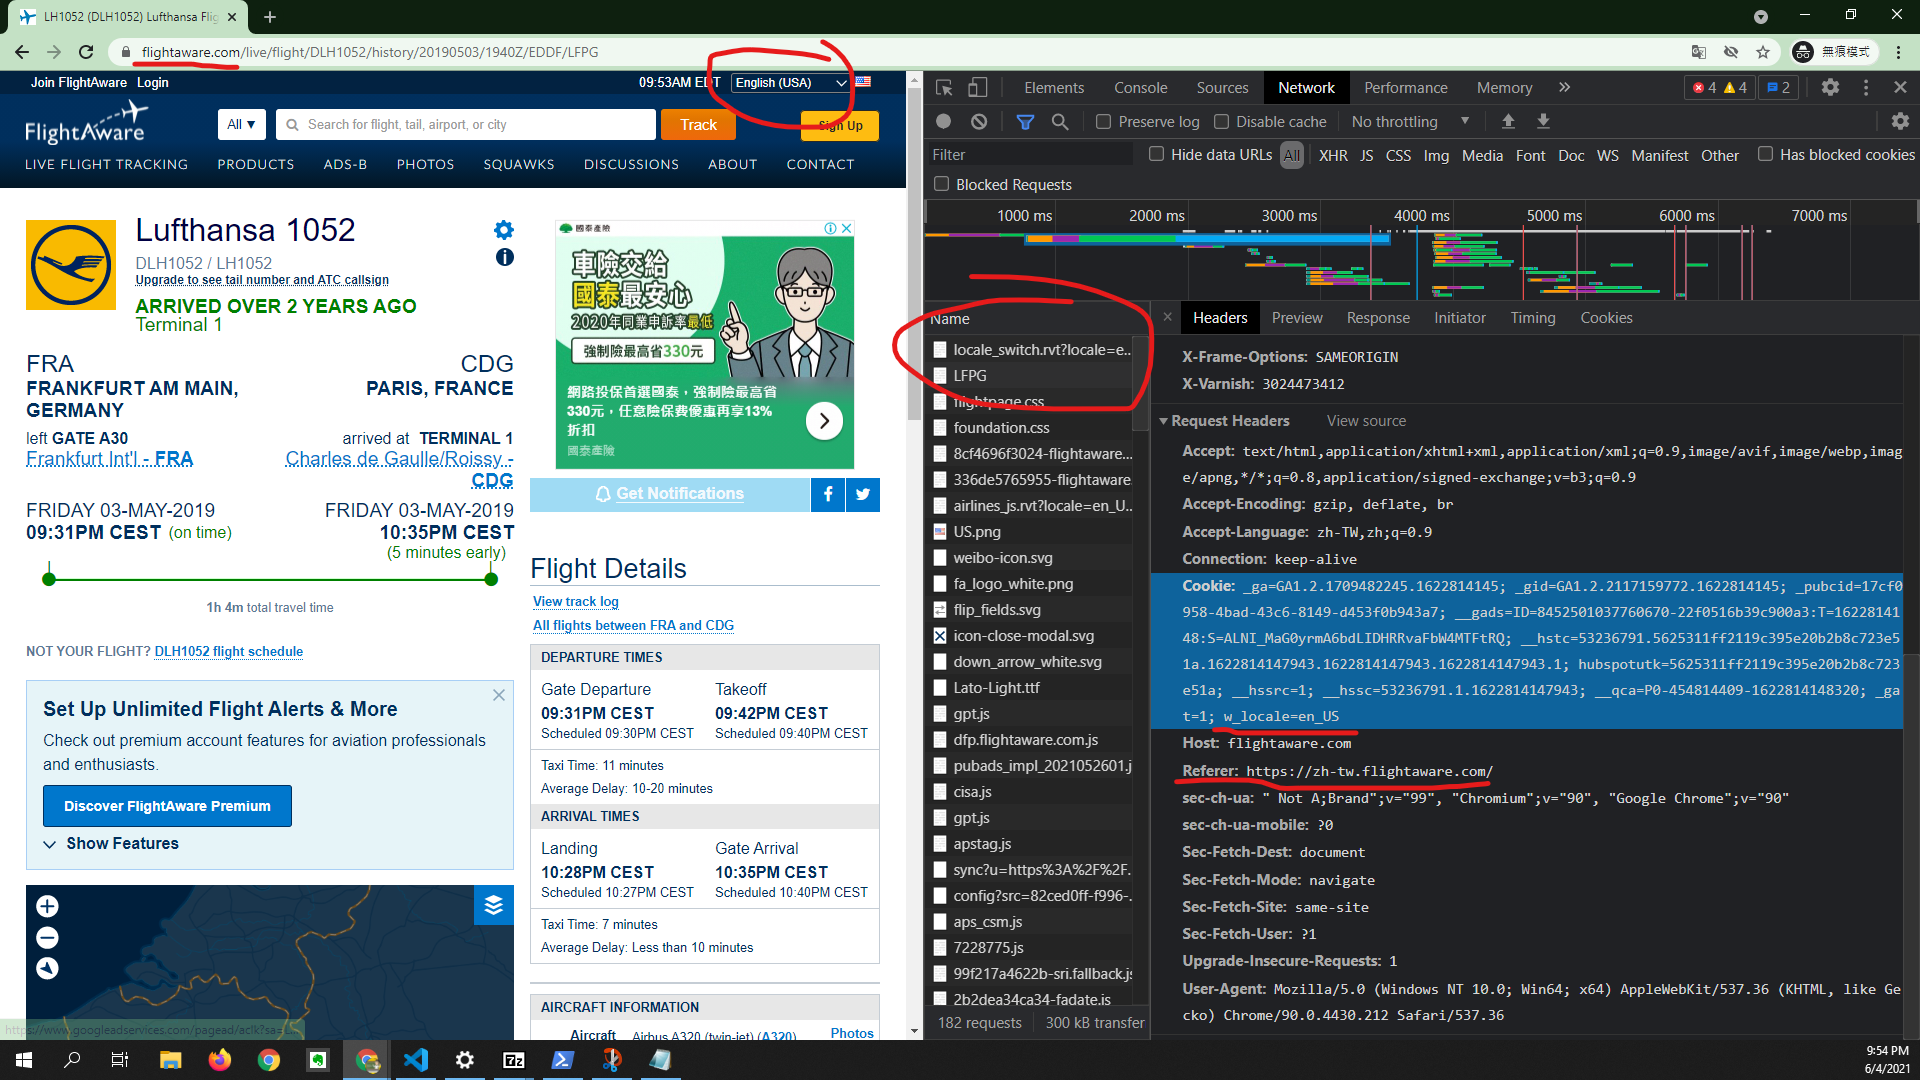 LH1052 (DLH1052) Lufthansa Flig
flightaware.com/live/flight/DLH1052/history/20190503/1940Z/EDDF/LFPG
無痕模式
Join FlightAware Login
09:53AM EDT English (USA)
FlightAware
All ▾
Search for flight, tail, airport, or city
Track
Sign Up
LIVE FLIGHT TRACKING PRODUCTS ADS-B PHOTOS SQUAWKS DISCUSSIONS ABOUT CONTACT
Lufthansa 1052
DLH1052 / LH1052
Upgrade to see tail number and ATC callsign
ARRIVED OVER 2 YEARS AGO
Terminal 1
FRA
FRANKFURT AM MAIN,
GERMANY
CDG
PARIS, FRANCE
left GATE A30
Frankfurt Int'l - FRA
arrived at TERMINAL 1
Charles de Gaulle/Roissy -
CDG
FRIDAY 03-MAY-2019
09:31PM CEST (on time)
FRIDAY 03-MAY-2019
10:35PM CEST
(5 minutes early)
1h 4m total travel time
NOT YOUR FLIGHT? DLH1052 flight schedule
Set Up Unlimited Flight Alerts & More
Check out premium account features for aviation professionals
and enthusiasts.
Discover FlightAware Premium
Show Features
https://www.googleadservices.com/pagead/aclk?sa=L...
國泰產險
車險交給
國泰最安心
2020年同業申訴率最低
強制險最高省330元
網路投保首選國泰，強制險最高省
330元，任意險保費優惠再享13%
折扣
國泰產險
Get Notifications
Flight Details
View track log
All flights between FRA and CDG
DEPARTURE TIMES
Gate Departure Takeoff
09:31PM CEST 09:42PM CEST
Scheduled 09:30PM CEST Scheduled 09:40PM CEST
Taxi Time: 11 minutes
Average Delay: 10-20 minutes
ARRIVAL TIMES
Landing Gate Arrival
10:28PM CEST 10:35PM CEST
Scheduled 10:27PM CEST Scheduled 10:40PM CEST
Taxi Time: 7 minutes
Average Delay: Less than 10 minutes
AIRCRAFT INFORMATION
Aircraft Airbus A320 (twin-jet) (A320) Photos
Elements Console Sources Network Performance Memory » 4 4 2
Preserve log Disable cache No throttling
Filter Hide data URLs All XHR JS CSS Img Media Font Doc WS Manifest Other Has blocked cookies
Blocked Requests
1000 ms 2000 ms 3000 ms 4000 ms 5000 ms 6000 ms 7000 ms
Name
locale_switch.rvt?locale=e..
LFPG
flightpage.css
foundation.css
8cf4696f3024-flightaware...
336de5765955-flightaware.
airlines_js.rvt?locale=en_U..
US.png
weibo-icon.svg
fa_logo_white.png
flip_fields.svg
icon-close-modal.svg
down_arrow_white.svg
Lato-Light.ttf
gpt.js
dfp.flightaware.com.js
pubads_impl_2021052601.j
cisa.js
gpt.js
apstag.js
sync?u=https%3A%2F%2F.
config?src=82ced0ff-f996-.
aps_csm.js
7228775.js
99f217a4622b-sri.fallback.js
2b2dea34ca34-fadate.js
182 requests 300 kB transfer
Headers Preview Response Initiator Timing Cookies
X-Frame-Options: SAMEORIGIN
X-Varnish: 3024473412
Request Headers View source
Accept: text/html,application/xhtml+xml,application/xml;q=0.9,image/avif,image/webp,imag
e/apng,*/*;q=0.8,application/signed-exchange;v=b3;q=0.9
Accept-Encoding: gzip, deflate, br
Accept-Language: zh-TW,zh;q=0.9
Connection: keep-alive
Cookie: _ga=GA1.2.1709482245.1622814145; _gid=GA1.2.2117159772.1622814145; _pubcid=17cf0
958-4bad-43c6-8149-d453f0b943a7; __gads=ID=8452501037760670-22f0516b39c900a3:T=16228141
48:S=ALNI_MaG0yrmA6bdLIDHRRvaFbW4MTFtRQ; __hstc=53236791.5625311ff2119c395e20b2b8c723e5
1a.1622814147943.1622814147943.1622814147943.1; hubspotutk=5625311ff2119c395e20b2b8c723
e51a; __hssrc=1; __hssc=53236791.1.1622814147943; __qca=P0-454814409-1622814148320; _ga
t=1; w_locale=en_US
Host: flightaware.com
Referer: https://zh-tw.flightaware.com/
sec-ch-ua: " Not A;Brand";v="99", "Chromium";v="90", "Google Chrome";v="90"
sec-ch-ua-mobile: ?0
Sec-Fetch-Dest: document
Sec-Fetch-Mode: navigate
Sec-Fetch-Site: same-site
Sec-Fetch-User: ?1
Upgrade-Insecure-Requests: 1
User-Agent: Mozilla/5.0 (Windows NT 10.0; Win64; x64) AppleWebKit/537.36 (KHTML, like Ge
cko) Chrome/90.0.4430.212 Safari/537.36
9:54 PM
6/4/2021